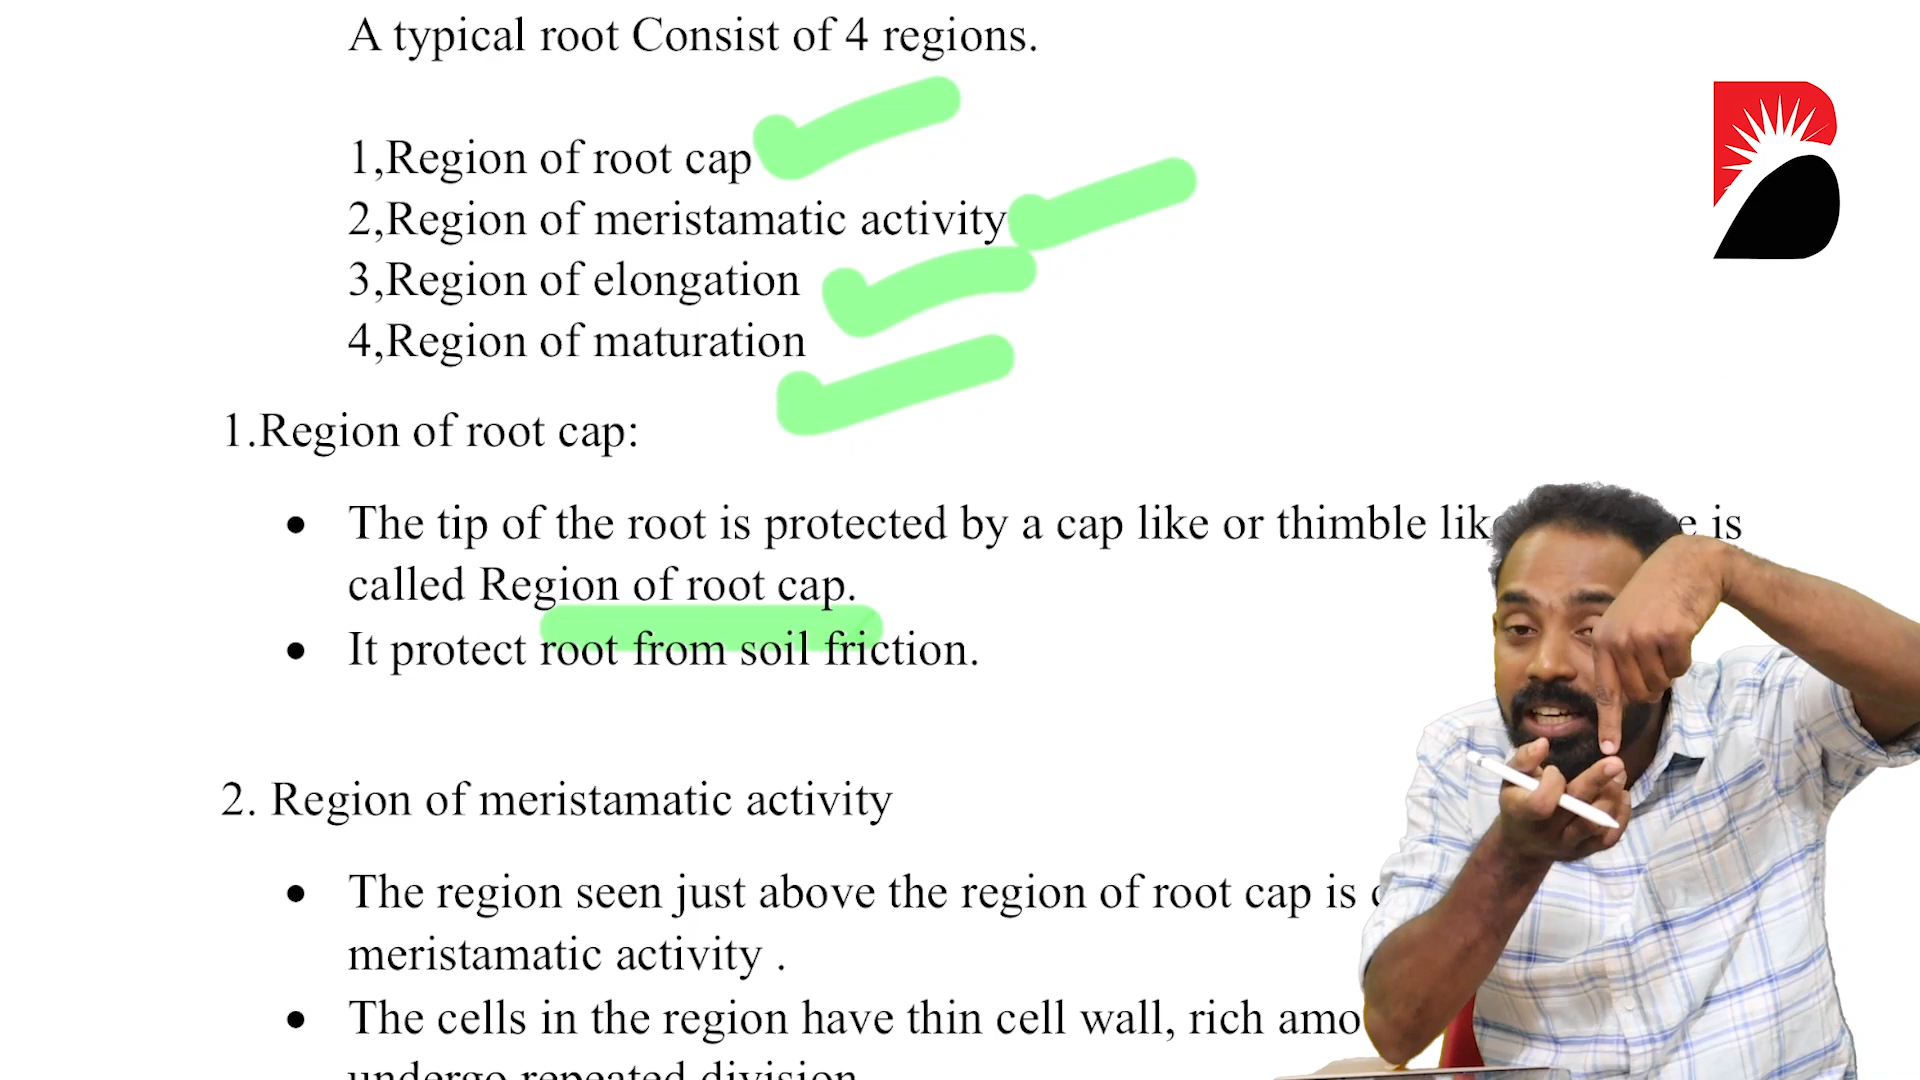 A typical root Consist of 4 regions.
1,Region of root cap
2,Region of meristamatic activity
3,Region of elongation
4,Region of maturation
1.Region of root cap:
• The tip of the root is protected by a cap like or thimble is
called Region of root cap.
• It protect root from soil friction.
2. Region of meristamatic activity
• The region seen just above the region of root cap is
meristamatic activity .
• The cells in the region have thin cell wall, rich
undergo repeated division